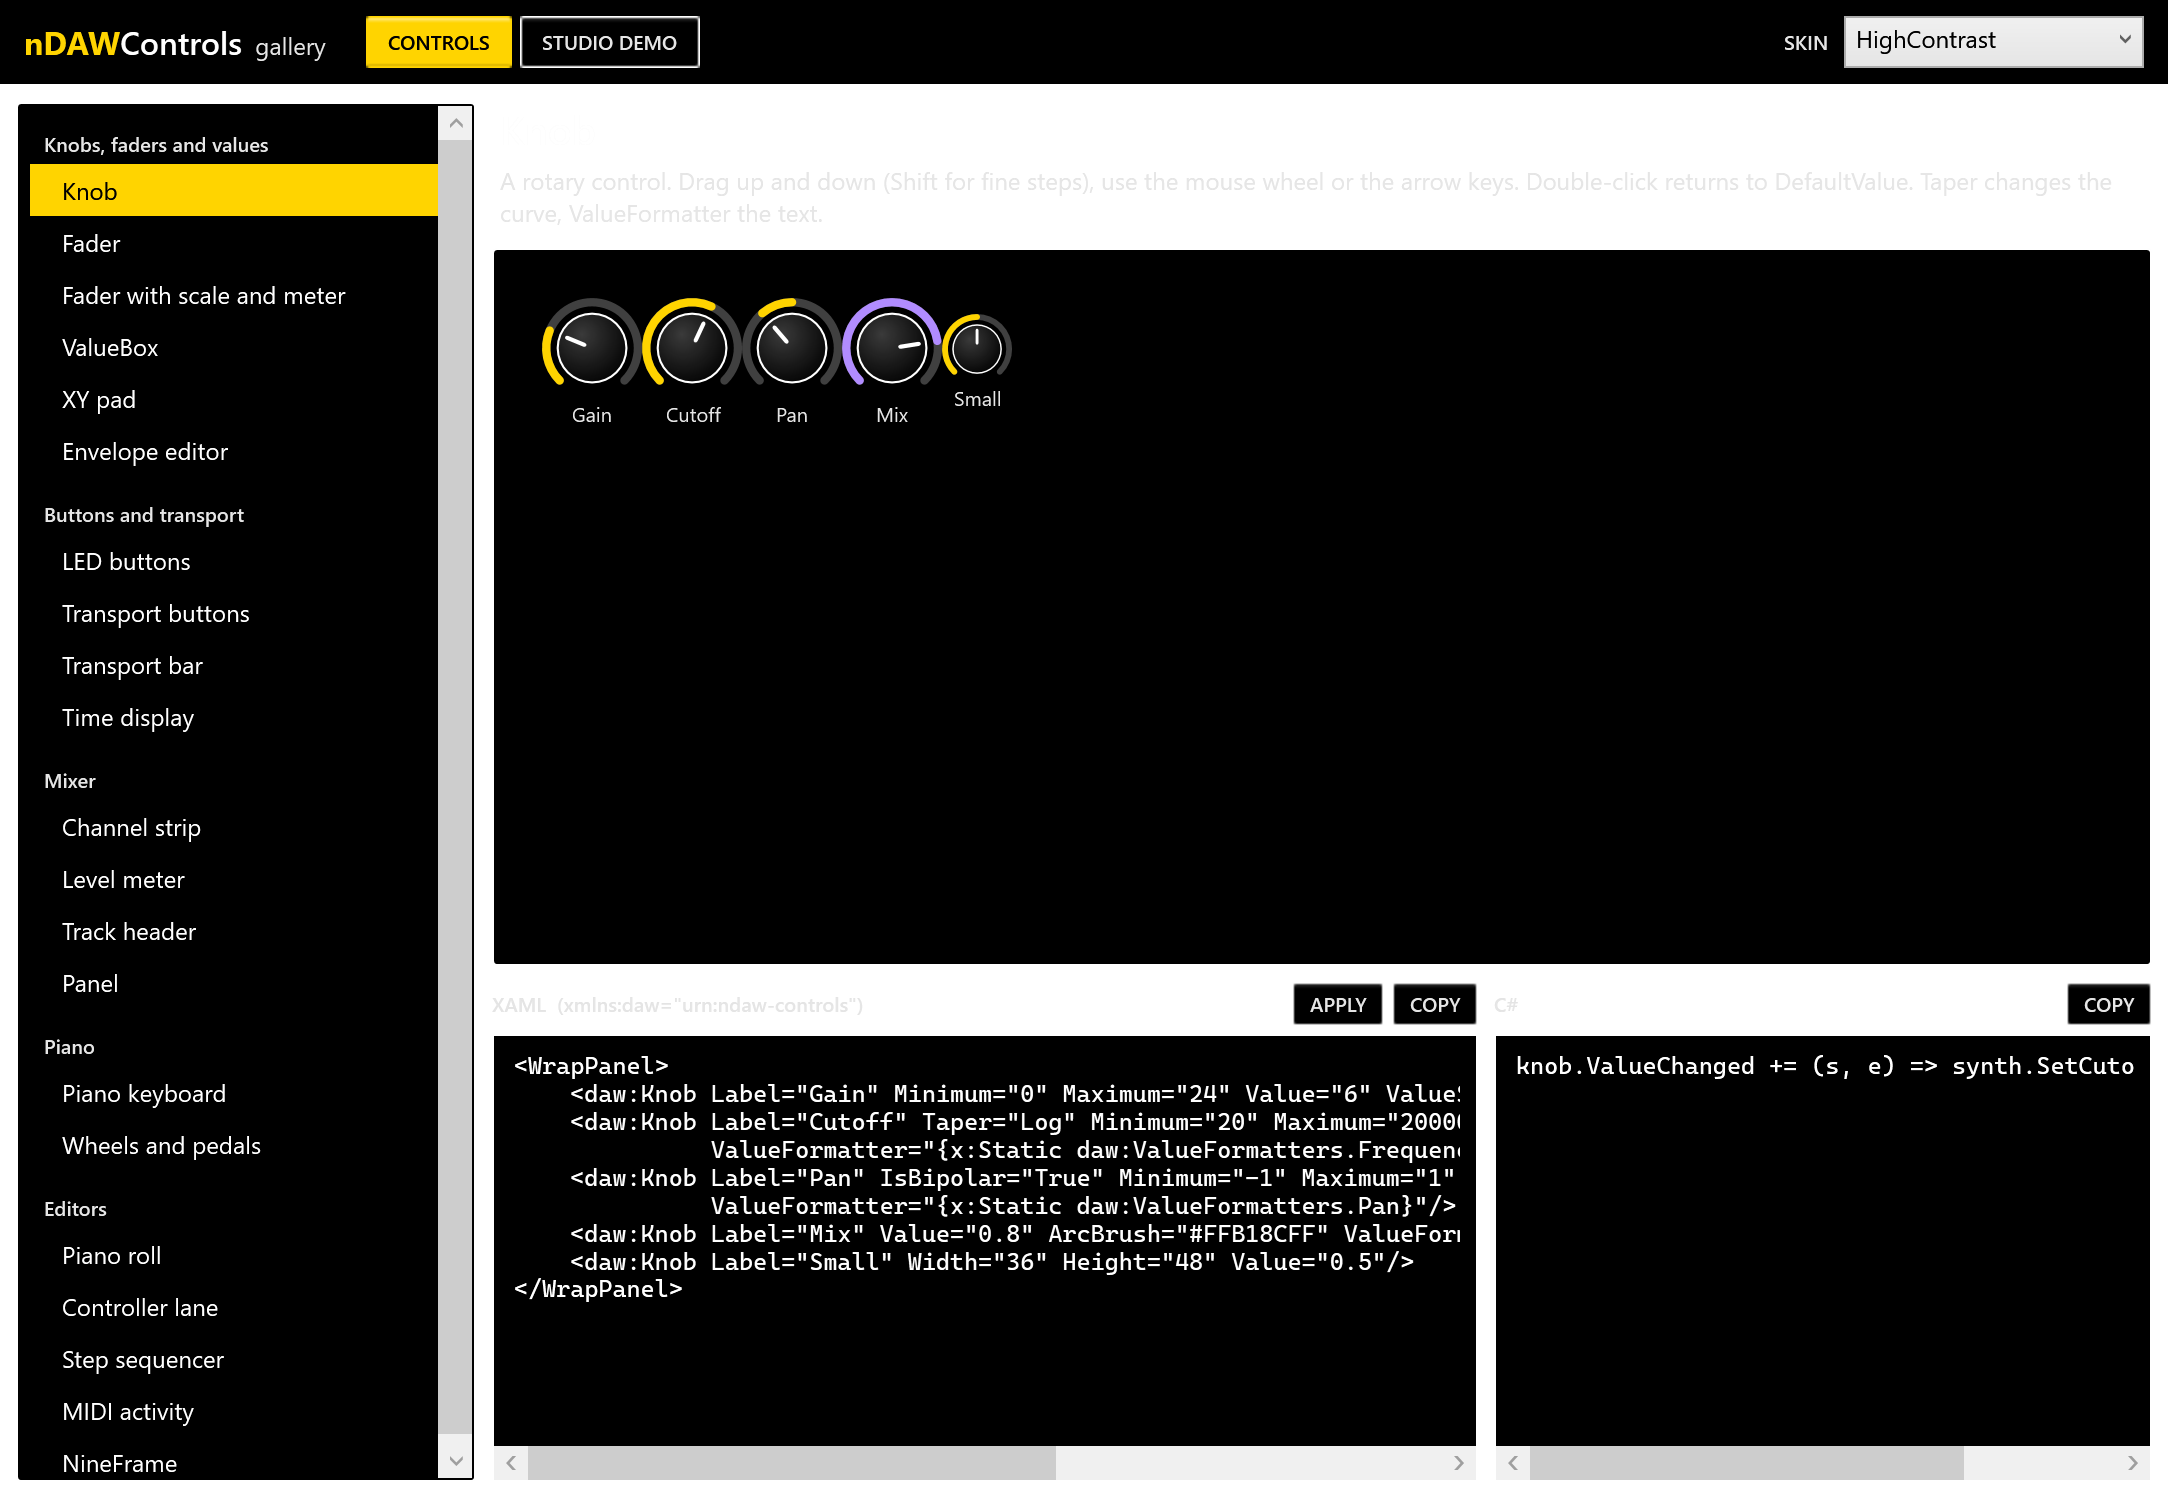 nDAWControls gallery
CONTROLS
STUDIO DEMO
SKIN
HighContrast
Knobs, faders and values
Knob
Fader
Fader with scale and meter
ValueBox
XY pad
Envelope editor
Buttons and transport
LED buttons
Transport buttons
Transport bar
Time display
Mixer
Channel strip
Level meter
Track header
Panel
Piano
Piano keyboard
Wheels and pedals
Editors
Piano roll
Controller lane
Step sequencer
MIDI activity
NineFrame
A rotary control. Drag up and down (Shift for fine steps), use the mouse wheel or the arrow keys. Double-click returns to DefaultValue. Taper changes the
curve, ValueFormatter the text.
Gain
Cutoff
Pan
Mix
Small
XAML (xmlns:daw="urn:ndaw-controls")
APPLY
COPY
<WrapPanel>
<daw:Knob Label="Gain" Minimum="0" Maximum="24" Value="6" Value
<daw:Knob Label="Cutoff" Taper="Log" Minimum="20" Maximum="20000
ValueFormatter="{x:Static daw:ValueFormatters.Frequen
<daw:Knob Label="Pan" IsBipolar="True" Minimum="-1" Maximum="1"
ValueFormatter="{x:Static daw:ValueFormatters.Pan}"/>
<daw:Knob Label="Mix" Value="0.8" ArcBrush="#FFB18CFF" ValueFor
<daw:Knob Label="Small" Width="36" Height="48" Value="0.5"/>
</WrapPanel>
C#
COPY
knob.ValueChanged += (s, e) => synth.SetCuto